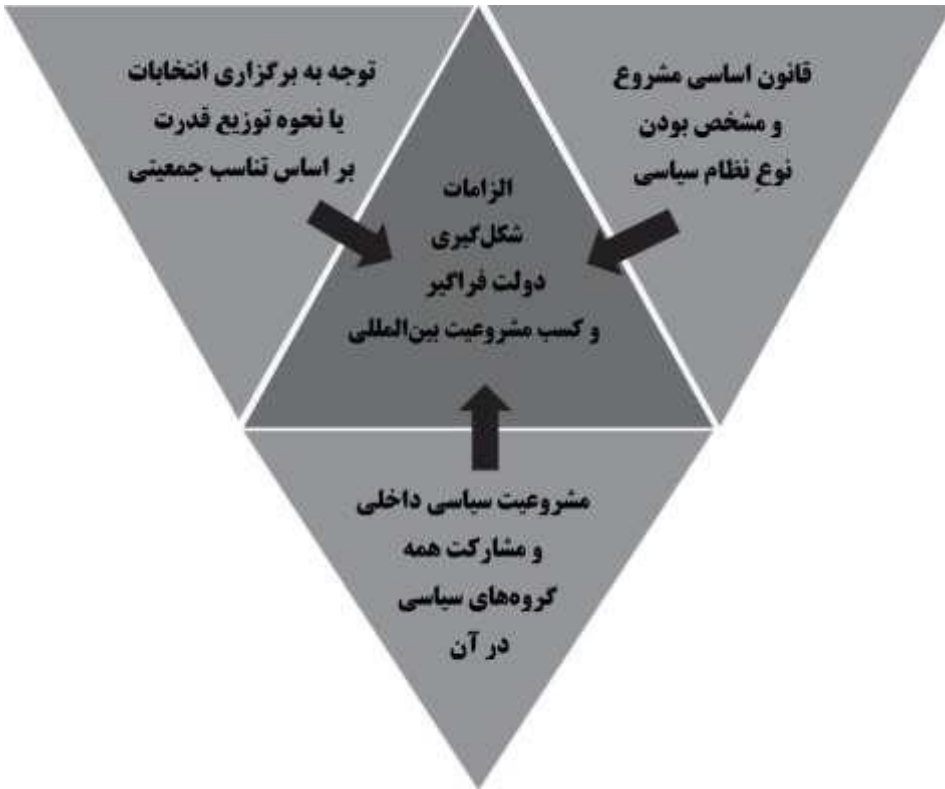 قانون اساسی مشروع
و مشخص بودن
نوعِ نظام سیاسی
توجه به برگزاری انتخابات
یا نحوه توزیع قدرت
بر اساس تناسب جمعیتی
الزامات
شکل‌گیری
دولت فراگیر
و کسب مشروعیت بین‌المللی
مشروعیت سیاسی داخلی
و مشارکت همه
گروه‌های سیاسی
در آن